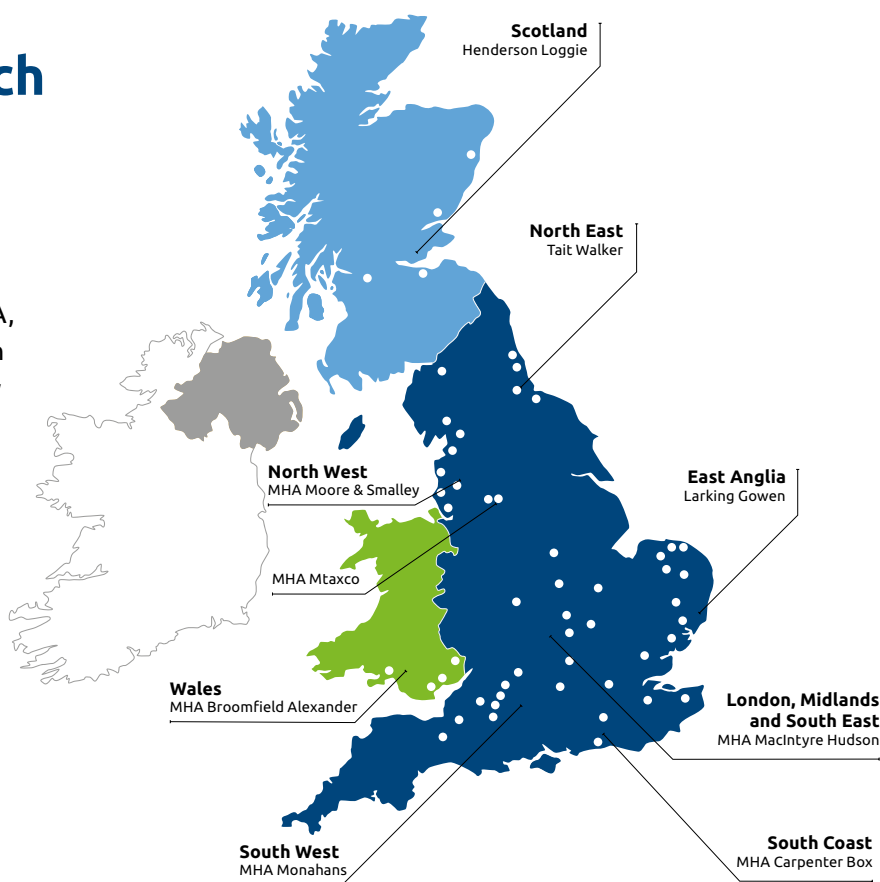 ch
Scotland
Henderson Loggie
North East
Tait Walker
A,
North West
MHA Moore & Smalley
East Anglia
Larking Gowen
MHA Mtaxco
Wales
MHA Broomfield Alexander
London, Midlands
and South East
MHA MacIntyre Hudson
South West
MHA Monahans
South Coast
MHA Carpenter Box